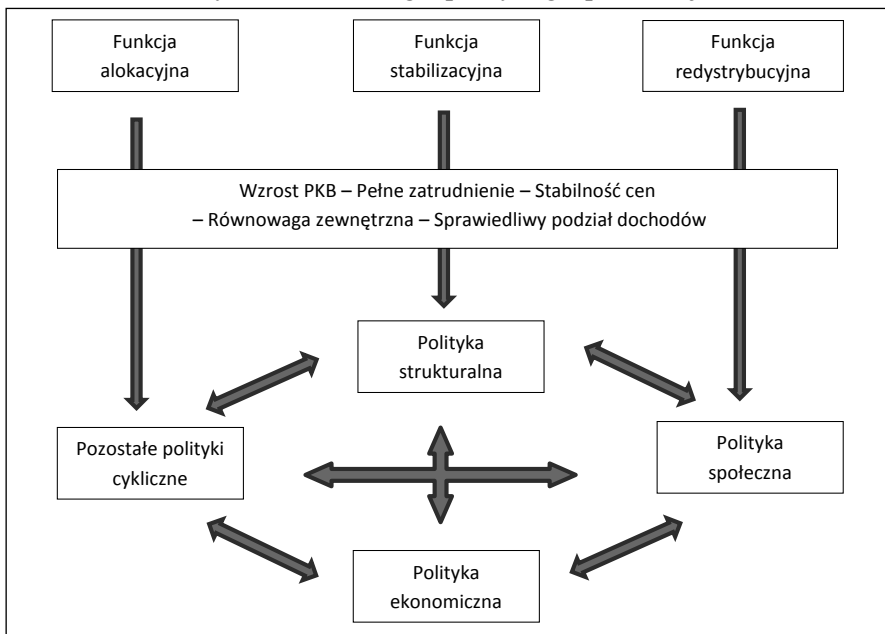 Funkcja
alokacyjna
Funkcja
stabilizacyjna
Funkcja
redystrybucyjna
Wzrost PKB – Pełne zatrudnienie – Stabilność cen
– Równowaga zewnętrzna – Sprawiedliwy podział dochodów
Polityka
strukturalna
Pozostałe polityki
cykliczne
Polityka
społeczna
Polityka
ekonomiczna